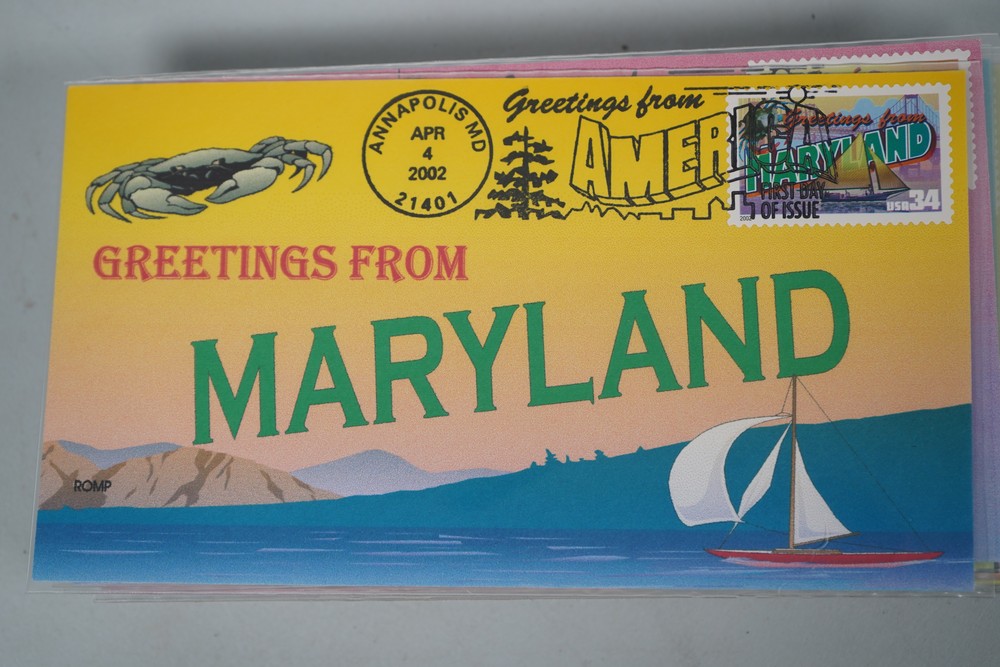 ANNAPOLIS MD
APR
4
2002
21401
Greetings from
AMERICA
Greetings from
MARYLAND
FIRST DAY
OF ISSUE
2002
USA 34
GREETINGS FROM
MARYLAND
ROMP